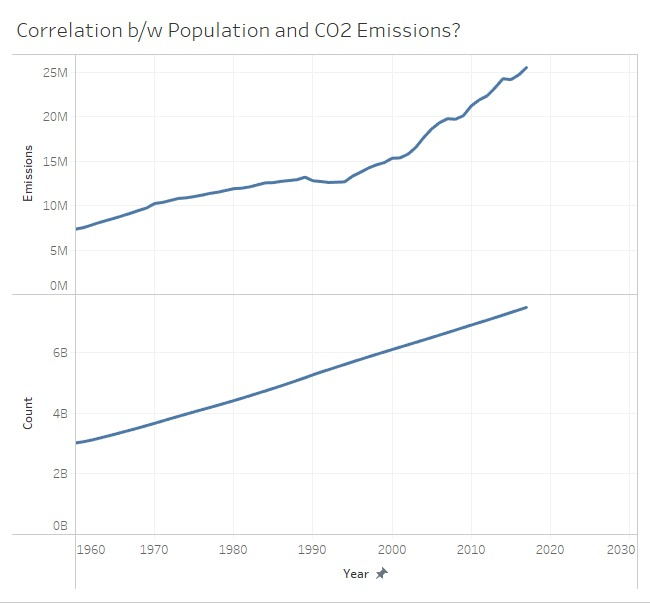 Correlation b/w Population and CO2 Emissions?
25M
20M
15M
10M
5M
0M
Emissions
6B
4B
2B
0B
Count
1960 1970 1980 1990 2000 2010 2020 2030
Year